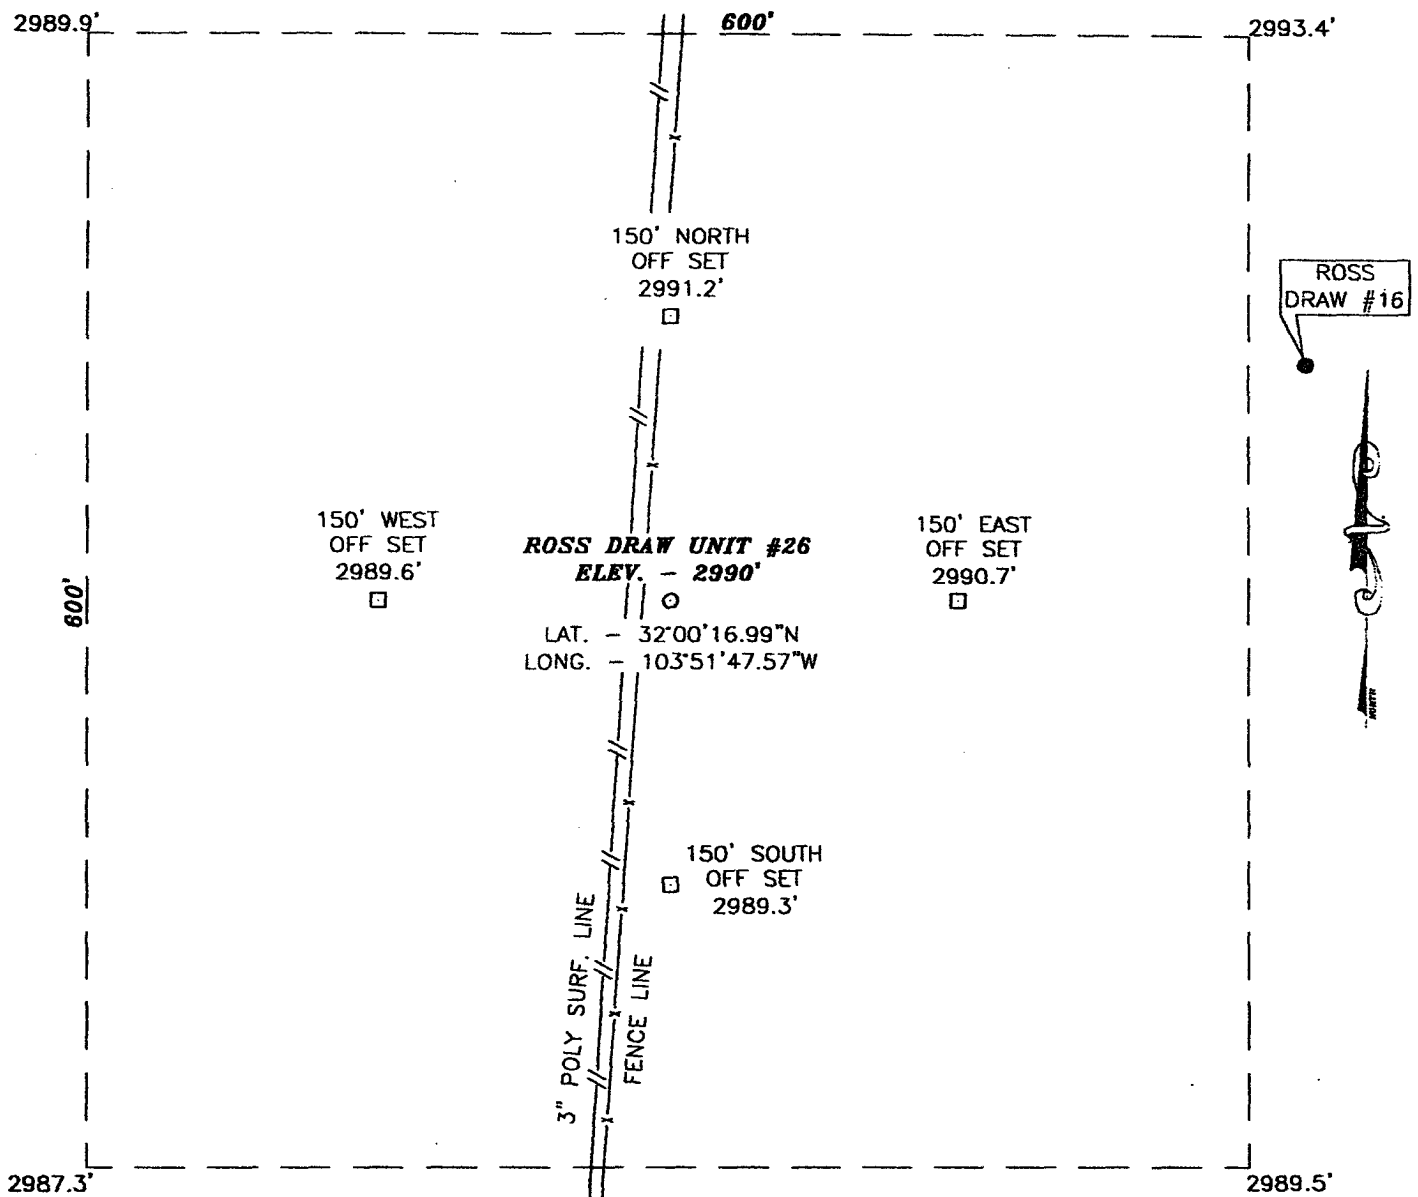 2989.9'
600'
2993.4'
150' NORTH
OFF SET
2991.2'
ROSS
DRAW #16
150' WEST
OFF SET
2989.6'
ROSS DRAW UNIT #26
ELEV. - 2990'
150' EAST
OFF SET
2990.7'
600'
LAT. - 32°00'16.99"N
LONG. - 103°51'47.57"W
NORTH
150' SOUTH
OFF SET
2989.3'
3" POLY SURF. LINE
FENCE LINE
2987.3'
2989.5'